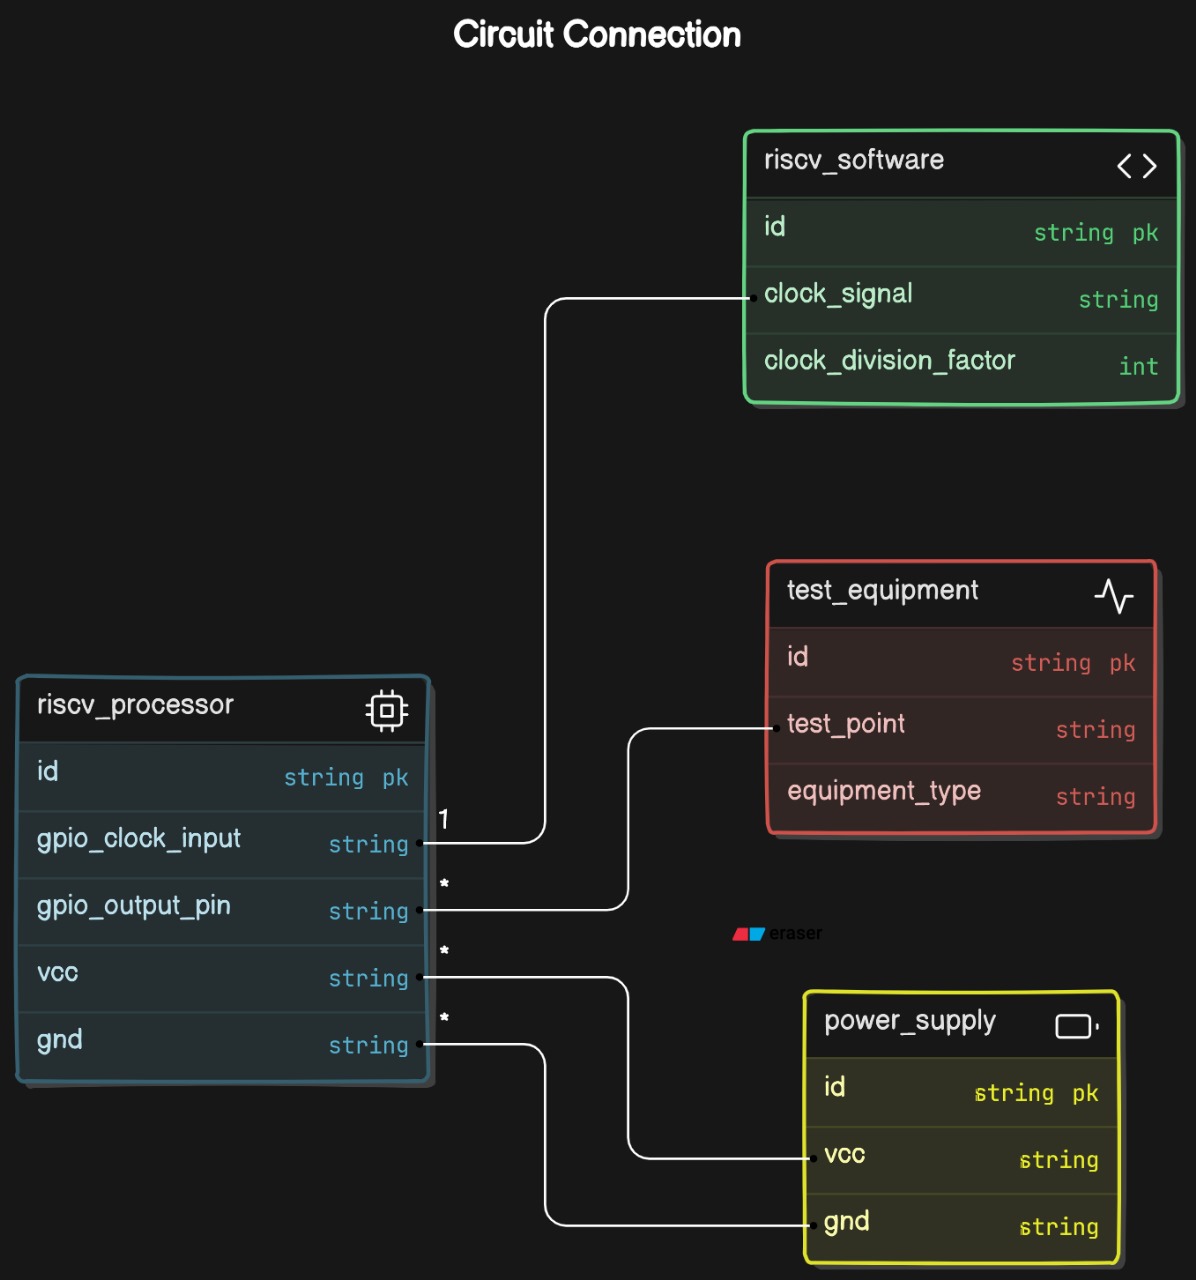 Circuit Connection
riscv_software
id string pk
clock_signal string
clock_division_factor int
test_equipment
id string pk
test_point string
equipment_type string
riscv_processor
id string pk
1
gpio_clock_input string
*
gpio_output_pin string
*
vcc string
*
gnd string
eraser
power_supply
id string pk
vcc string
gnd string